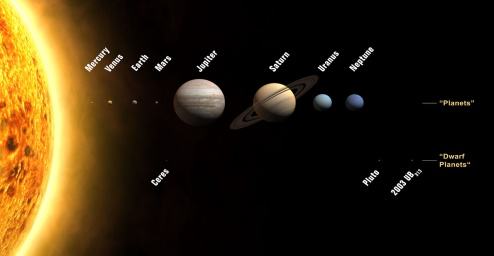 Mercury
Venus
Earth
Mars
Jupiter
Saturn
Uranus
Neptune
"Planets"
Ceres
Pluto
2003 UB313
"Dwarf
Planets"